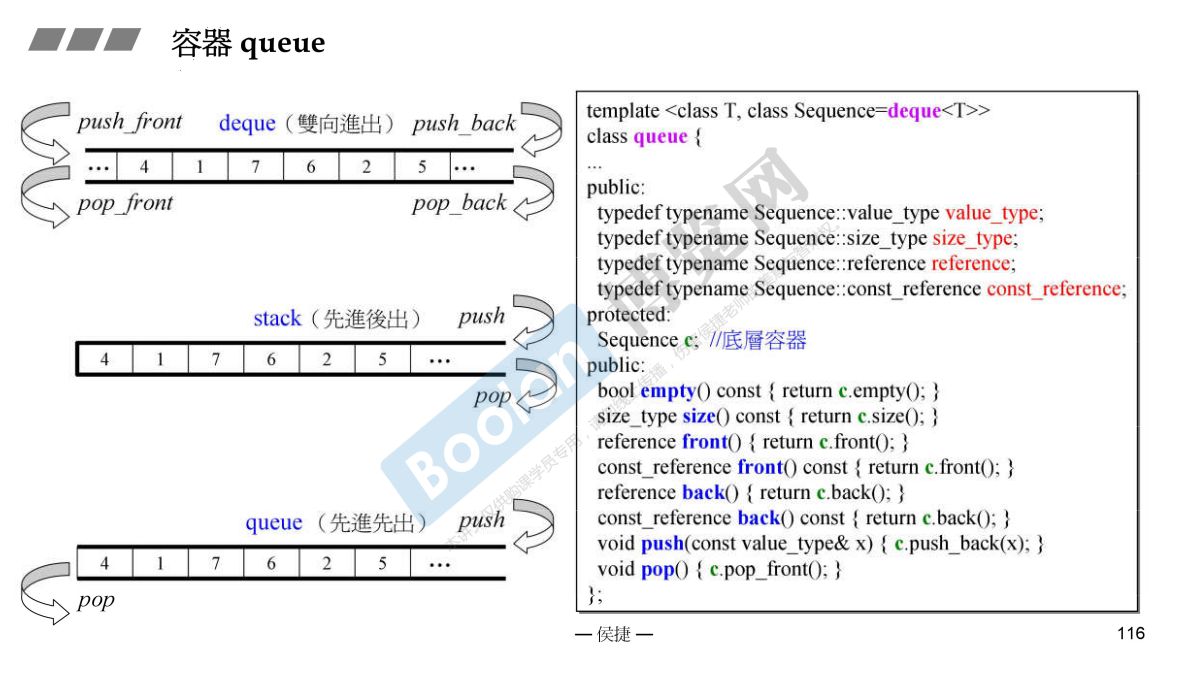 容器 queue
push_front deque（雙向進出） push_back
… 4 1 7 6 2 5 …
pop_front pop_back
stack（先進後出） push
4 1 7 6 2 5 …
pop
queue （先進先出） push
4 1 7 6 2 5 …
pop
template <class T, class Sequence=deque<T>>
class queue {
...
public:
typedef typename Sequence::value_type value_type;
typedef typename Sequence::size_type size_type;
typedef typename Sequence::reference reference;
typedef typename Sequence::const_reference const_reference;
protected:
Sequence c; //底層容器
public:
bool empty() const { return c.empty(); }
size_type size() const { return c.size(); }
reference front() { return c.front(); }
const_reference front() const { return c.front(); }
reference back() { return c.back(); }
const_reference back() const { return c.back(); }
void push(const value_type& x) { c.push_back(x); }
void pop() { c.pop_front(); }
};
Boolan 博览网
— 侯捷 —
116